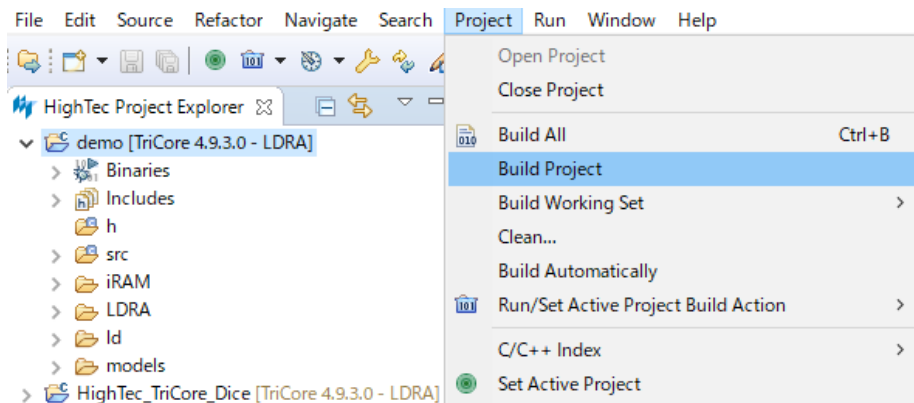 File Edit Source Refactor Navigate Search Project Run Window Help
HighTec Project Explorer
demo [TriCore 4.9.3.0 - LDRA]
Binaries
Includes
h
src
iRAM
LDRA
ld
models
HighTec_TriCore_Dice [TriCore 4.9.3.0 - LDRA]
Open Project
Close Project
Build All Ctrl+B
Build Project
Build Working Set
Clean...
Build Automatically
Run/Set Active Project Build Action
C/C++ Index
Set Active Project